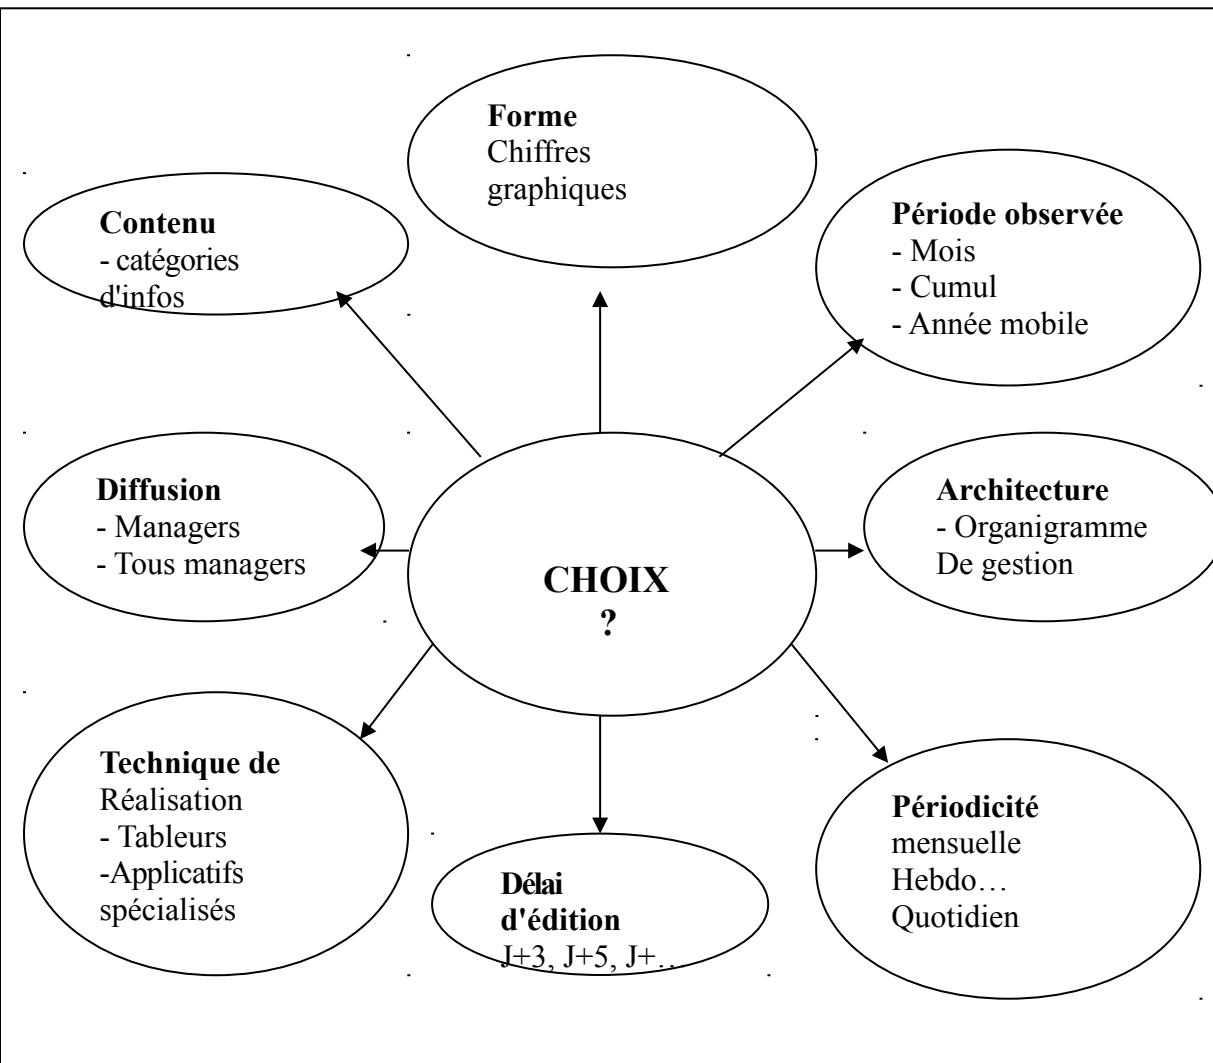 Forme
Chiffres
graphiques
Contenu
- catégories
d'infos
Période observée
- Mois
- Cumul
- Année mobile
Diffusion
- Managers
- Tous managers
CHOIX
?
Architecture
- Organigramme
De gestion
Technique de
Réalisation
- Tableurs
-Applicatifs
spécialisés
Délai
d'édition
J+3, J+5, J+…
Périodicité
mensuelle
Hebdo…
Quotidien